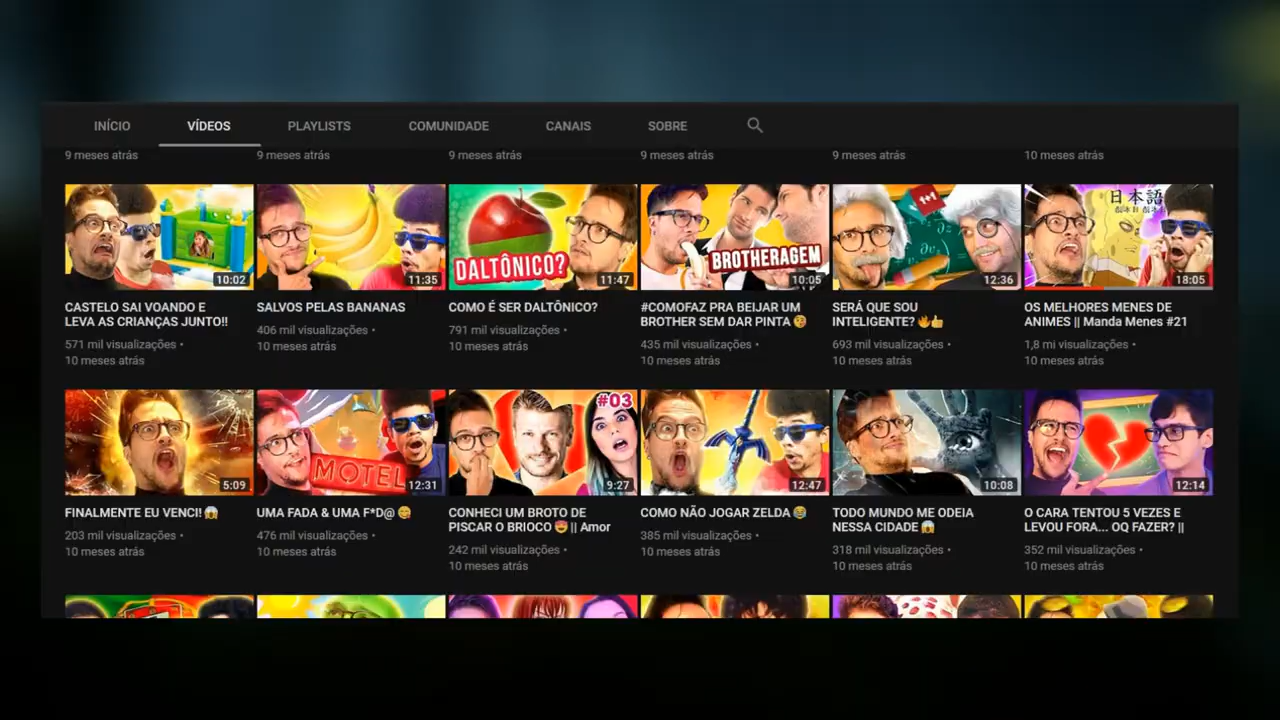 INÍCIO VÍDEOS PLAYLISTS COMUNIDADE CANAIS SOBRE
9 meses atrás 9 meses atrás 9 meses atrás 9 meses atrás 9 meses atrás 10 meses atrás
10:02
CASTELO SAI VOANDO E
LEVA AS CRIANÇAS JUNTO!!
571 mil visualizações •
10 meses atrás
11:35
SALVOS PELAS BANANAS
406 mil visualizações •
10 meses atrás
DALTÔNICO?
11:47
COMO É SER DALTÔNICO?
791 mil visualizações •
10 meses atrás
BROTHERAGEM
10:05
#COMOFAZ PRA BEIJAR UM
BROTHER SEM DAR PINTA 😘
435 mil visualizações •
10 meses atrás
1+1
12:36
SERÁ QUE SOU
INTELIGENTE? 🔥👍
693 mil visualizações •
10 meses atrás
日本語
18:05
OS MELHORES MENES DE
ANIMES || Manda Menes #21
1,8 mi visualizações •
10 meses atrás
5:09
FINALMENTE EU VENCI! 😱
203 mil visualizações •
10 meses atrás
MOTEL
12:31
UMA FADA & UMA F*D@ 😋
476 mil visualizações •
10 meses atrás
#03
9:27
CONHECI UM BROTO DE
PISCAR O BRIOCO 😍 || Amor
242 mil visualizações •
10 meses atrás
12:47
COMO NÃO JOGAR ZELDA 😂
385 mil visualizações •
10 meses atrás
10:08
TODO MUNDO ME ODEIA
NESSA CIDADE 😱
318 mil visualizações •
10 meses atrás
12:14
O CARA TENTOU 5 VEZES E
LEVOU FORA... OQ FAZER? ||
352 mil visualizações •
10 meses atrás